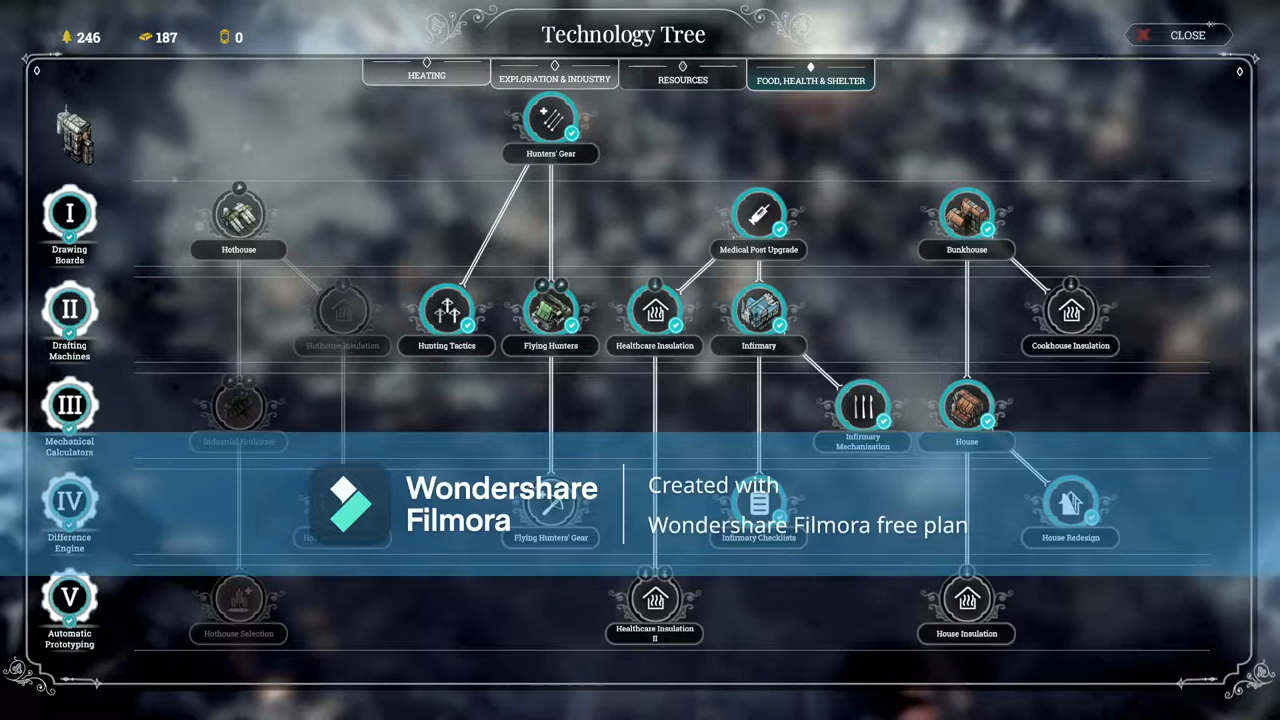 246
187
0
Technology Tree
CLOSE
HEATING
EXPLORATION & INDUSTRY
RESOURCES
FOOD, HEALTH & SHELTER
Hunters' Gear
I
Drawing
Boards
Hothouse
Medical Post Upgrade
Bunkhouse
II
Drafting
Machines
Hothouse Insulation
Hunting Tactics
Flying Hunters
Healthcare Insulation
Infirmary
Cookhouse Insulation
III
Mechanical
Calculators
Industrial Hothouse
Infirmary
Mechanisation
House
IV
Difference
Engine
Wondershare
Filmora
Created with
Wondershare Filmora free plan
Flying Hunters' Gear
Infirmary Checklists
House Redesign
V
Automatic
Prototyping
Hothouse Selection
Healthcare Insulation
II
House Insulation